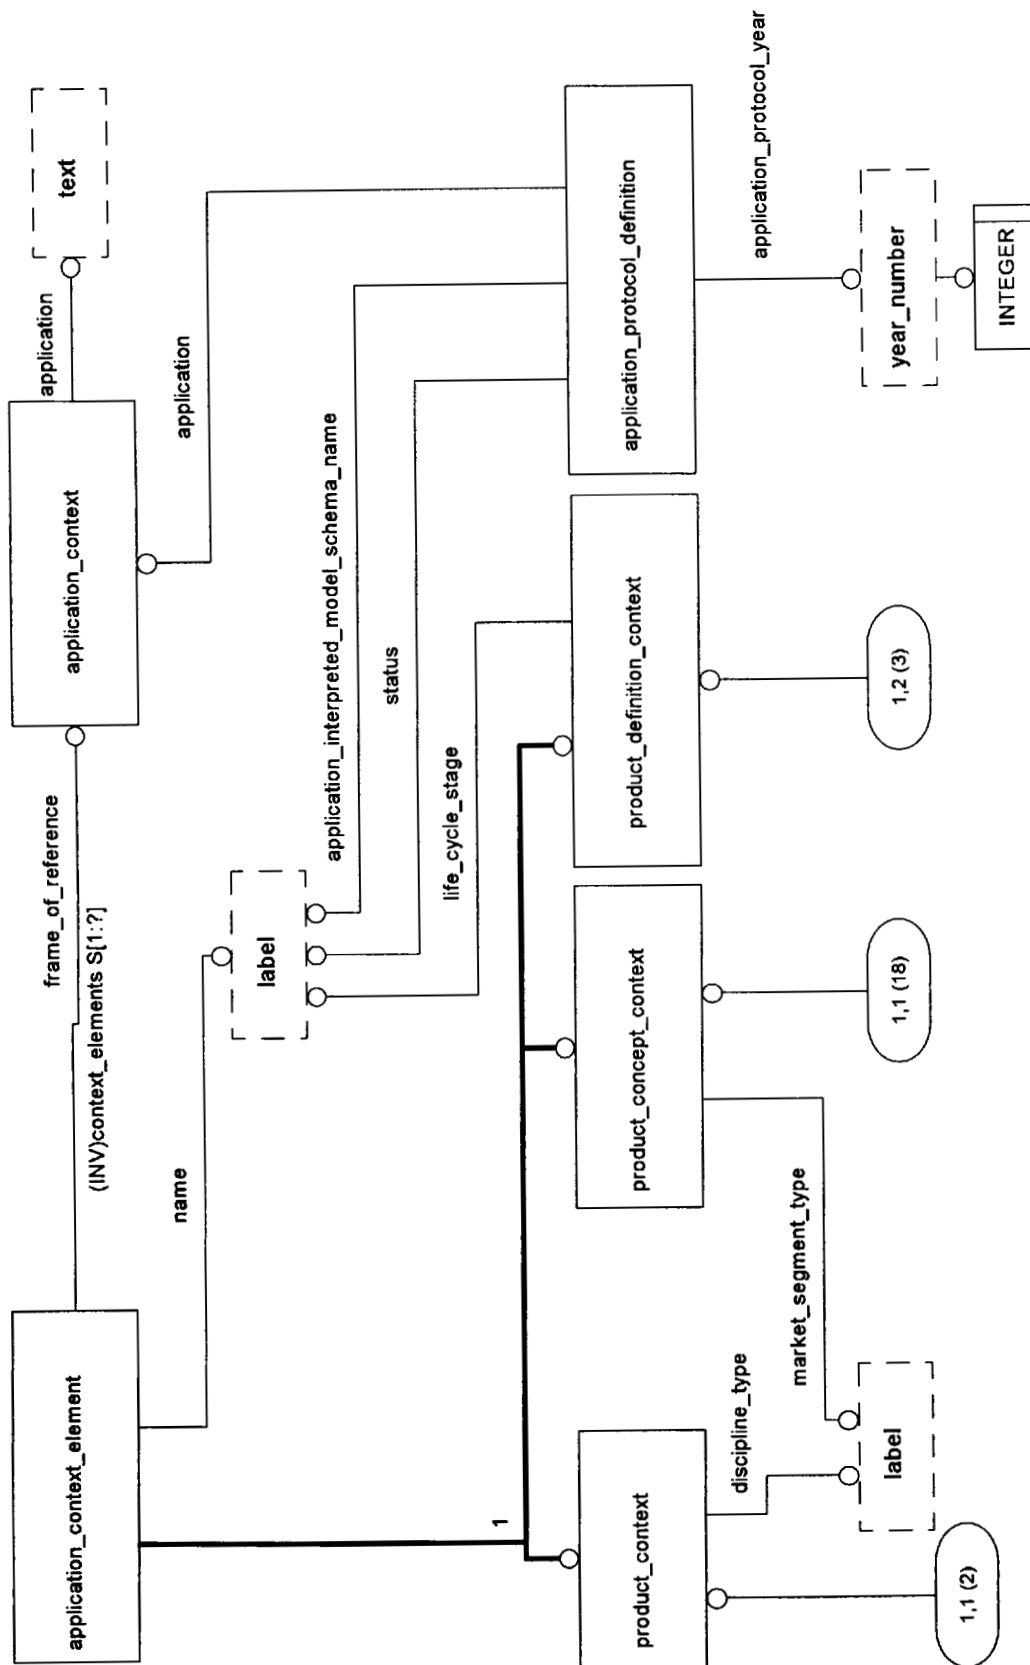 application_context_element
frame_of_reference
(INV)context_elements S[1:?]
application_context
application
text
name
label
application_interpreted_model_schema_name
status
life_cycle_stage
application
1
product_context
product_concept_context
product_definition_context
application_protocol_definition
application_protocol_year
discipline_type
market_segment_type
label
1,1 (2)
1,1 (18)
1,2 (3)
year_number
INTEGER